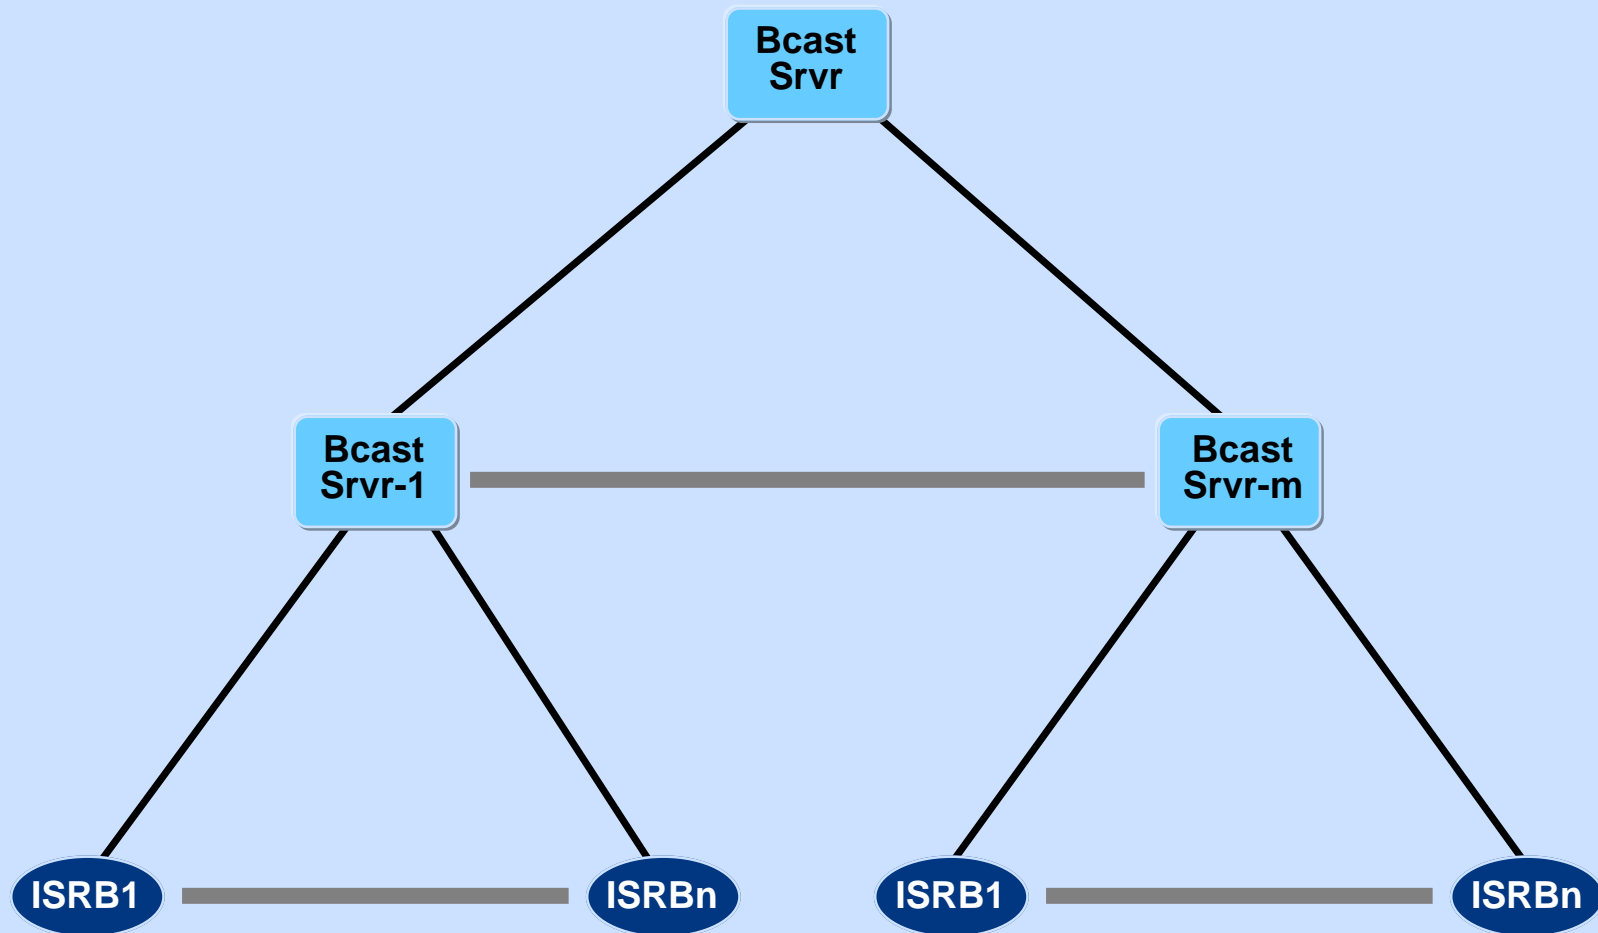 Bcast
Srvr
Bcast
Srvr-1
Bcast
Srvr-m
ISRB1
ISRBn
ISRB1
ISRBn